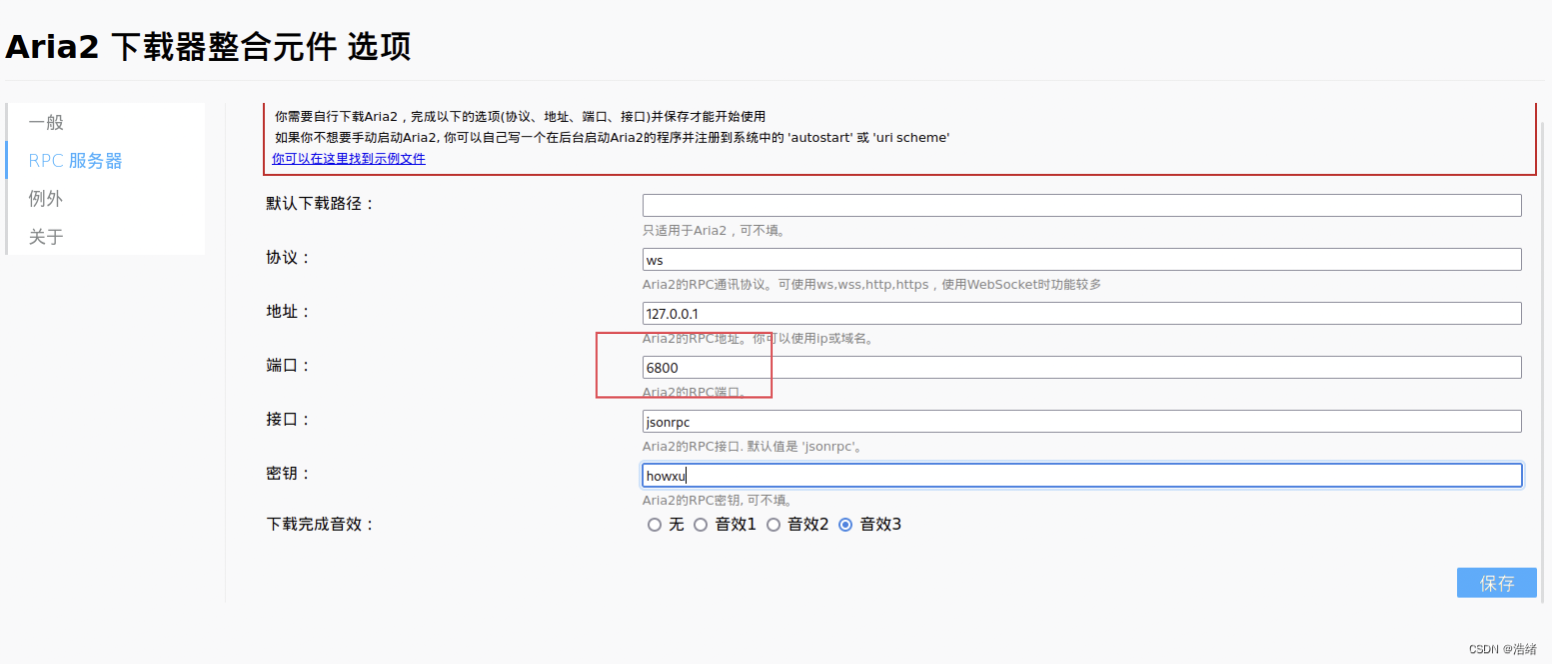 Aria2 下载器整合元件 选项
一般
RPC 服务器
例外
关于
你需要自行下载Aria2，完成以下的选项(协议、地址、端口、接口)并保存才能开始使用
如果你不想要手动启动Aria2, 你可以自己写一个在后台启动Aria2的程序并注册到系统中的 'autostart' 或 'uri scheme'
你可以在这里找到示例文件
默认下载路径：
只适用于Aria2，可不填。
协议： ws
Aria2的RPC通讯协议。可使用ws,wss,http,https，使用WebSocket时功能较多
地址： 127.0.0.1
Aria2的RPC地址。你可以使用ip或域名。
端口： 6800
Aria2的RPC端口。
接口： jsonrpc
Aria2的RPC接口. 默认值是 'jsonrpc'。
密钥： howxu
Aria2的RPC密钥, 可不填。
下载完成音效： 无 音效1 音效2 音效3
保存
CSDN @浩绪